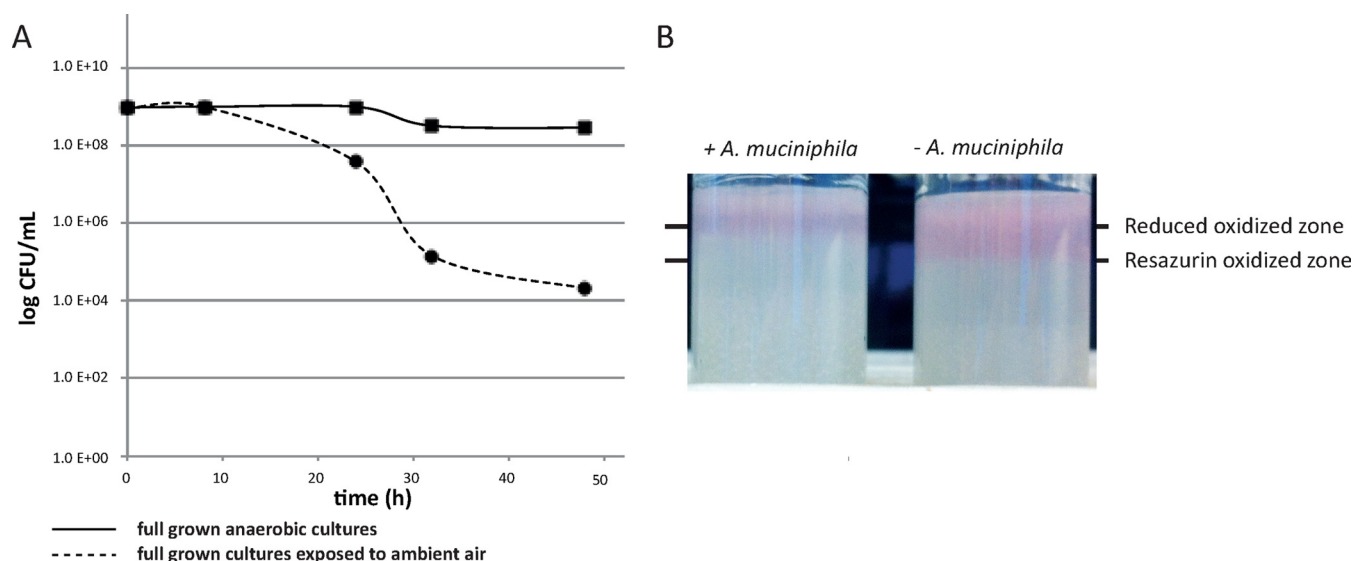 A
1.0 E+10
1.0 E+08
1.0 E+06
1.0 E+04
1.0 E+02
1.0 E+00
log CFU/mL
0 10 20 30 40 50
time (h)
full grown anaerobic cultures
full grown cultures exposed to ambient air
B
+ A. muciniphila - A. muciniphila
Reduced oxidized zone
Resazurin oxidized zone